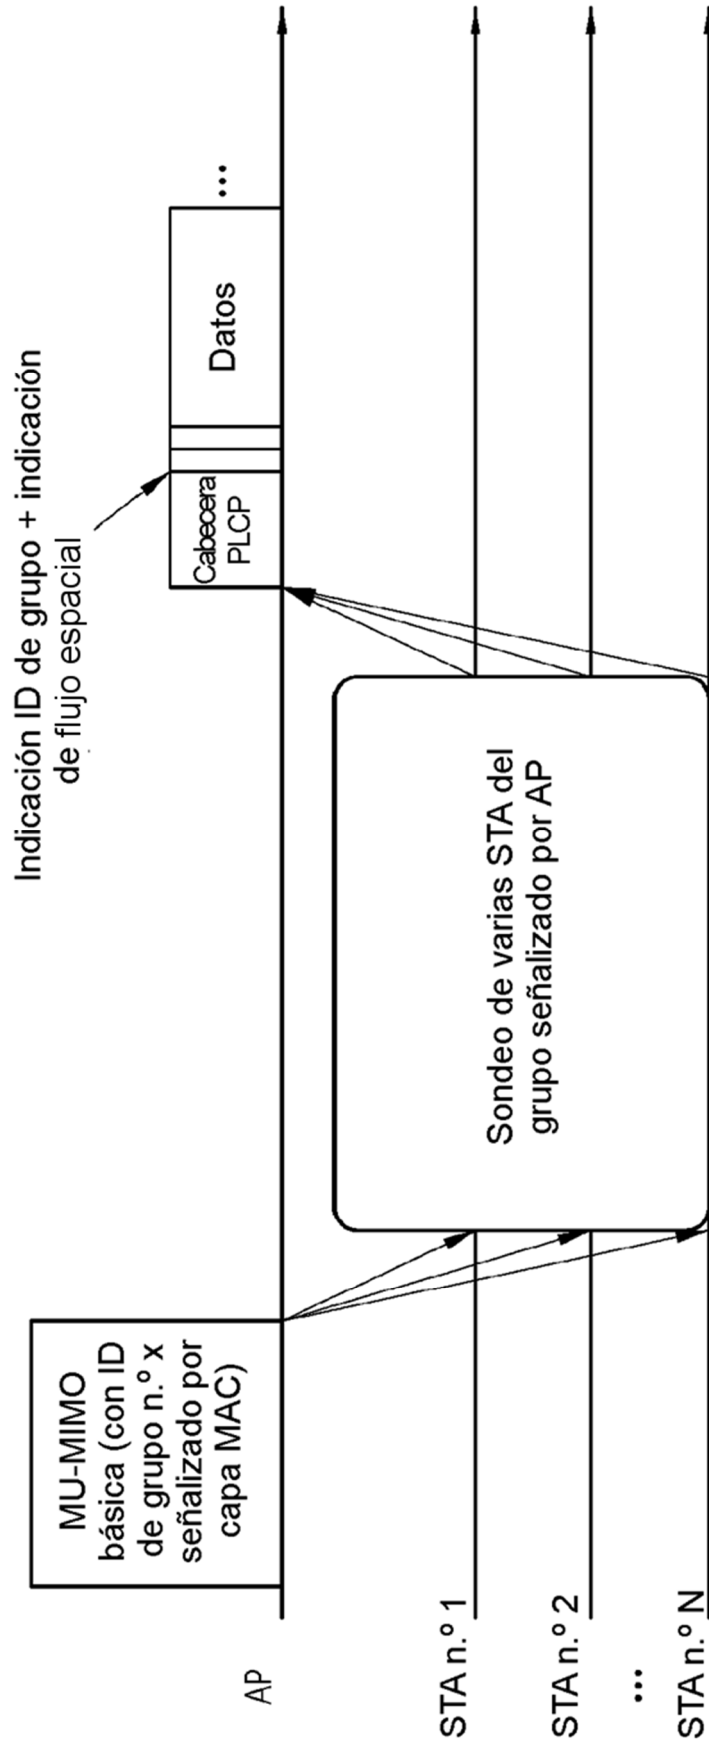 Indicación ID de grupo + indicación
de flujo espacial
MU-MIMO
básica (con ID
de grupo n.º x
señalizado por
capa MAC)
Cabecera
PLCP
Datos
...
AP
Sondeo de varias STA del
grupo señalizado por AP
STA n.º 1
STA n.º 2
...
STA n.º N